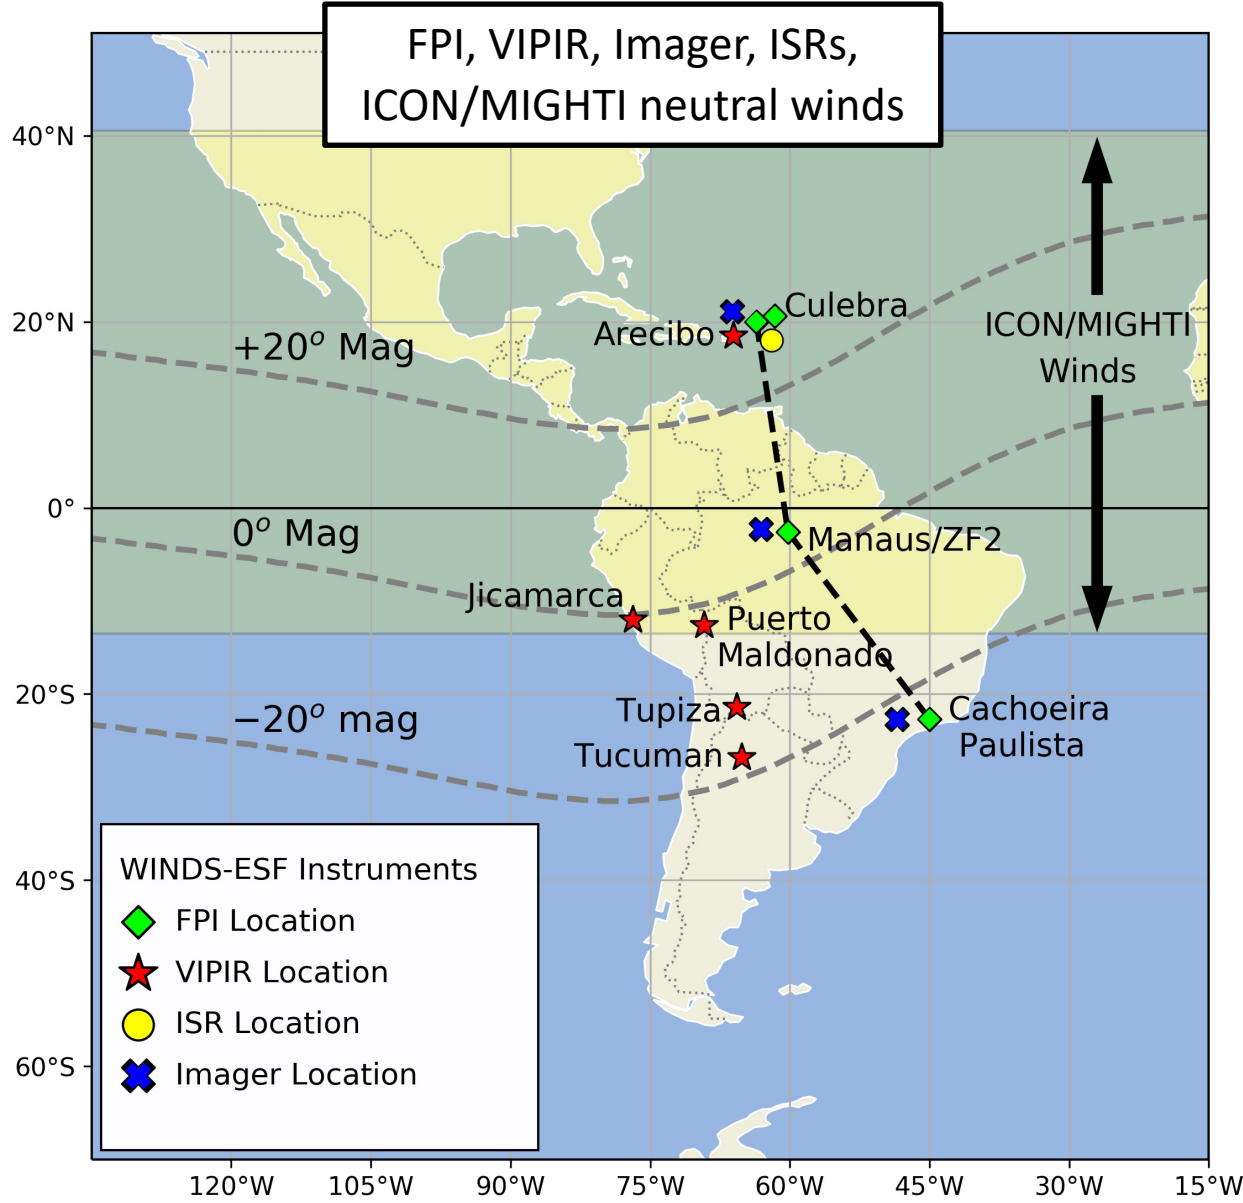 FPI, VIPIR, Imager, ISRs,
ICON/MIGHTI neutral winds
40°N
20°N
0°
20°S
40°S
60°S
+20° Mag
0° Mag
−20° mag
Culebra
Arecibo
ICON/MIGHTI
Winds
Manaus/ZF2
Jicamarca
Puerto
Maldonado
Tupiza
Tucuman
Cachoeira
Paulista
WINDS-ESF Instruments
FPI Location
VIPIR Location
ISR Location
Imager Location
120°W 105°W 90°W 75°W 60°W 45°W 30°W 15°W